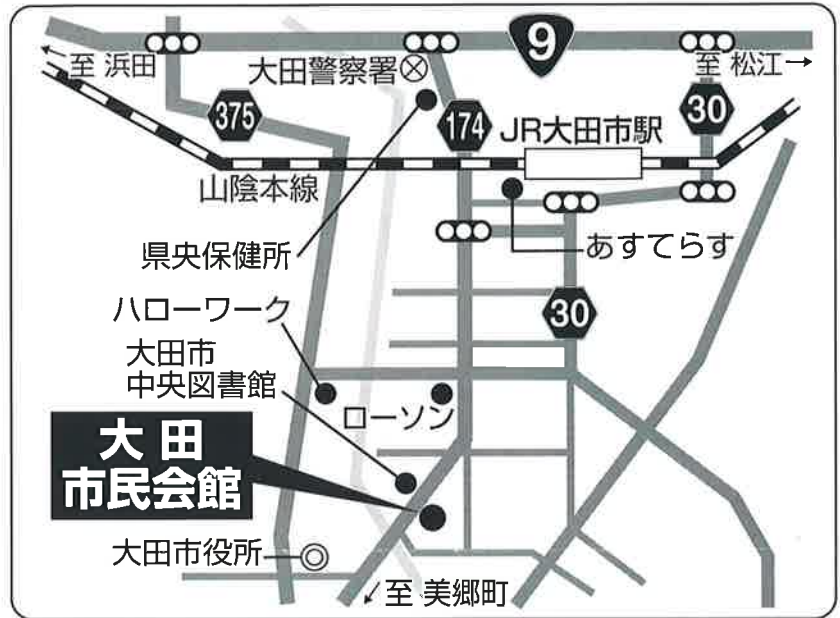 9
至 浜田
大田警察署
至 松江
375
174
JR大田市駅
30
山陰本線
県央保健所
あすてらす
ハローワーク
30
大田市
中央図書館
ローソン
大田
市民会館
大田市役所
至 美郷町